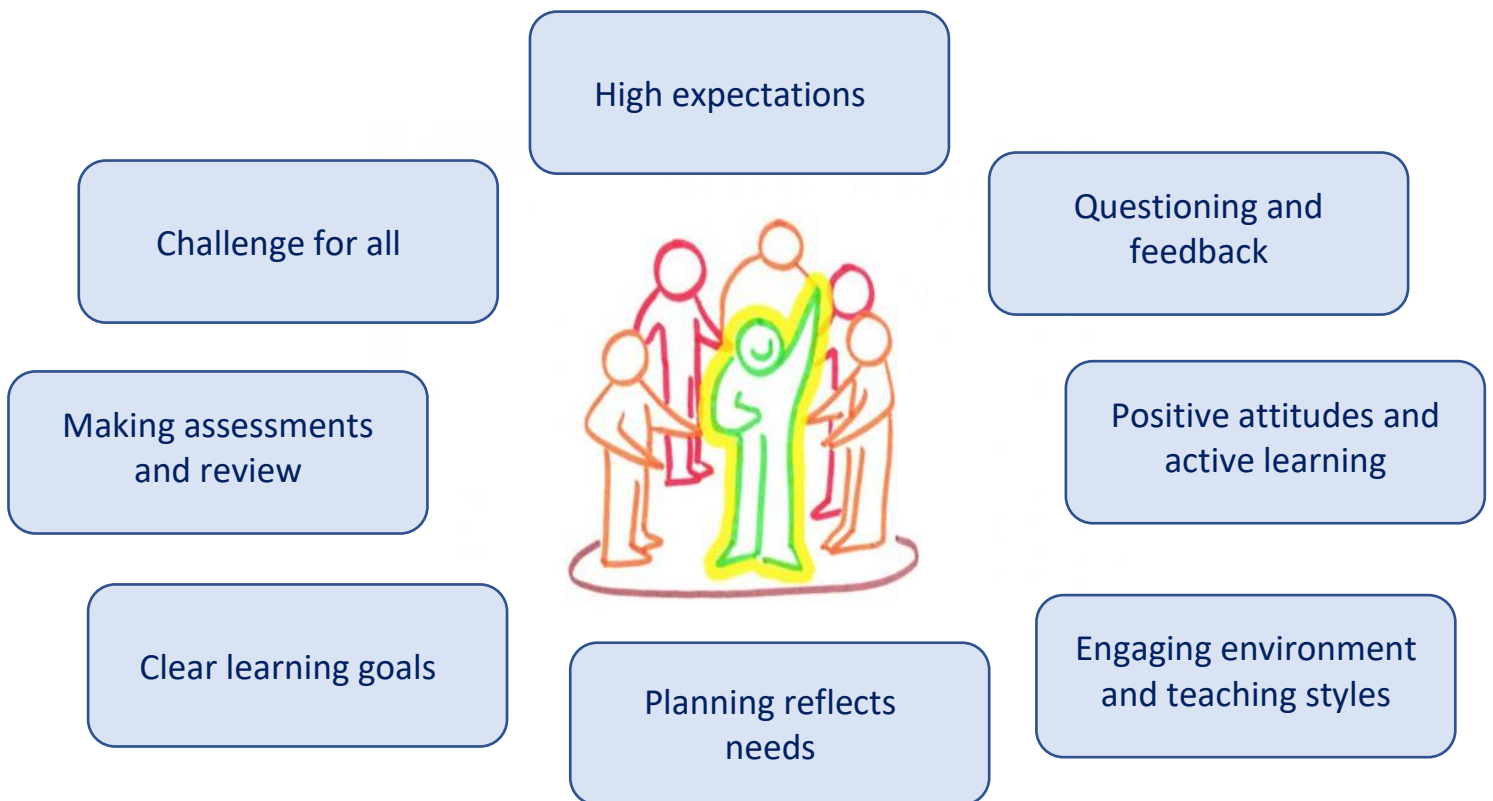 High expectations
Challenge for all
Questioning and
feedback
Making assessments
and review
Positive attitudes and
active learning
Clear learning goals
Planning reflects
needs
Engaging environment
and teaching styles